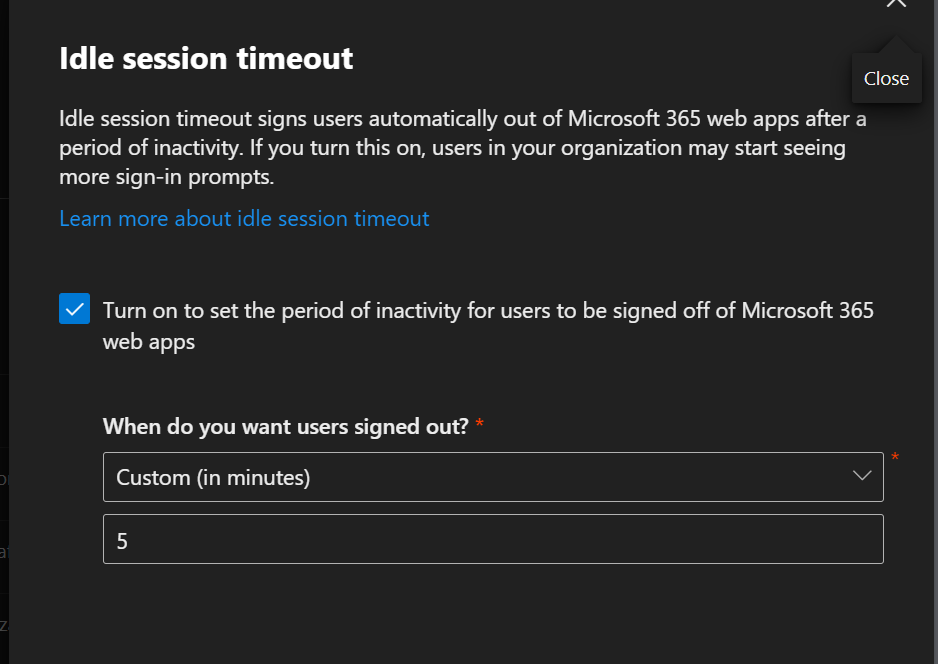 Idle session timeout
Close
Idle session timeout signs users automatically out of Microsoft 365 web apps after a
period of inactivity. If you turn this on, users in your organization may start seeing
more sign-in prompts.
Learn more about idle session timeout
Turn on to set the period of inactivity for users to be signed off of Microsoft 365
web apps
When do you want users signed out? *
Custom (in minutes) *
5